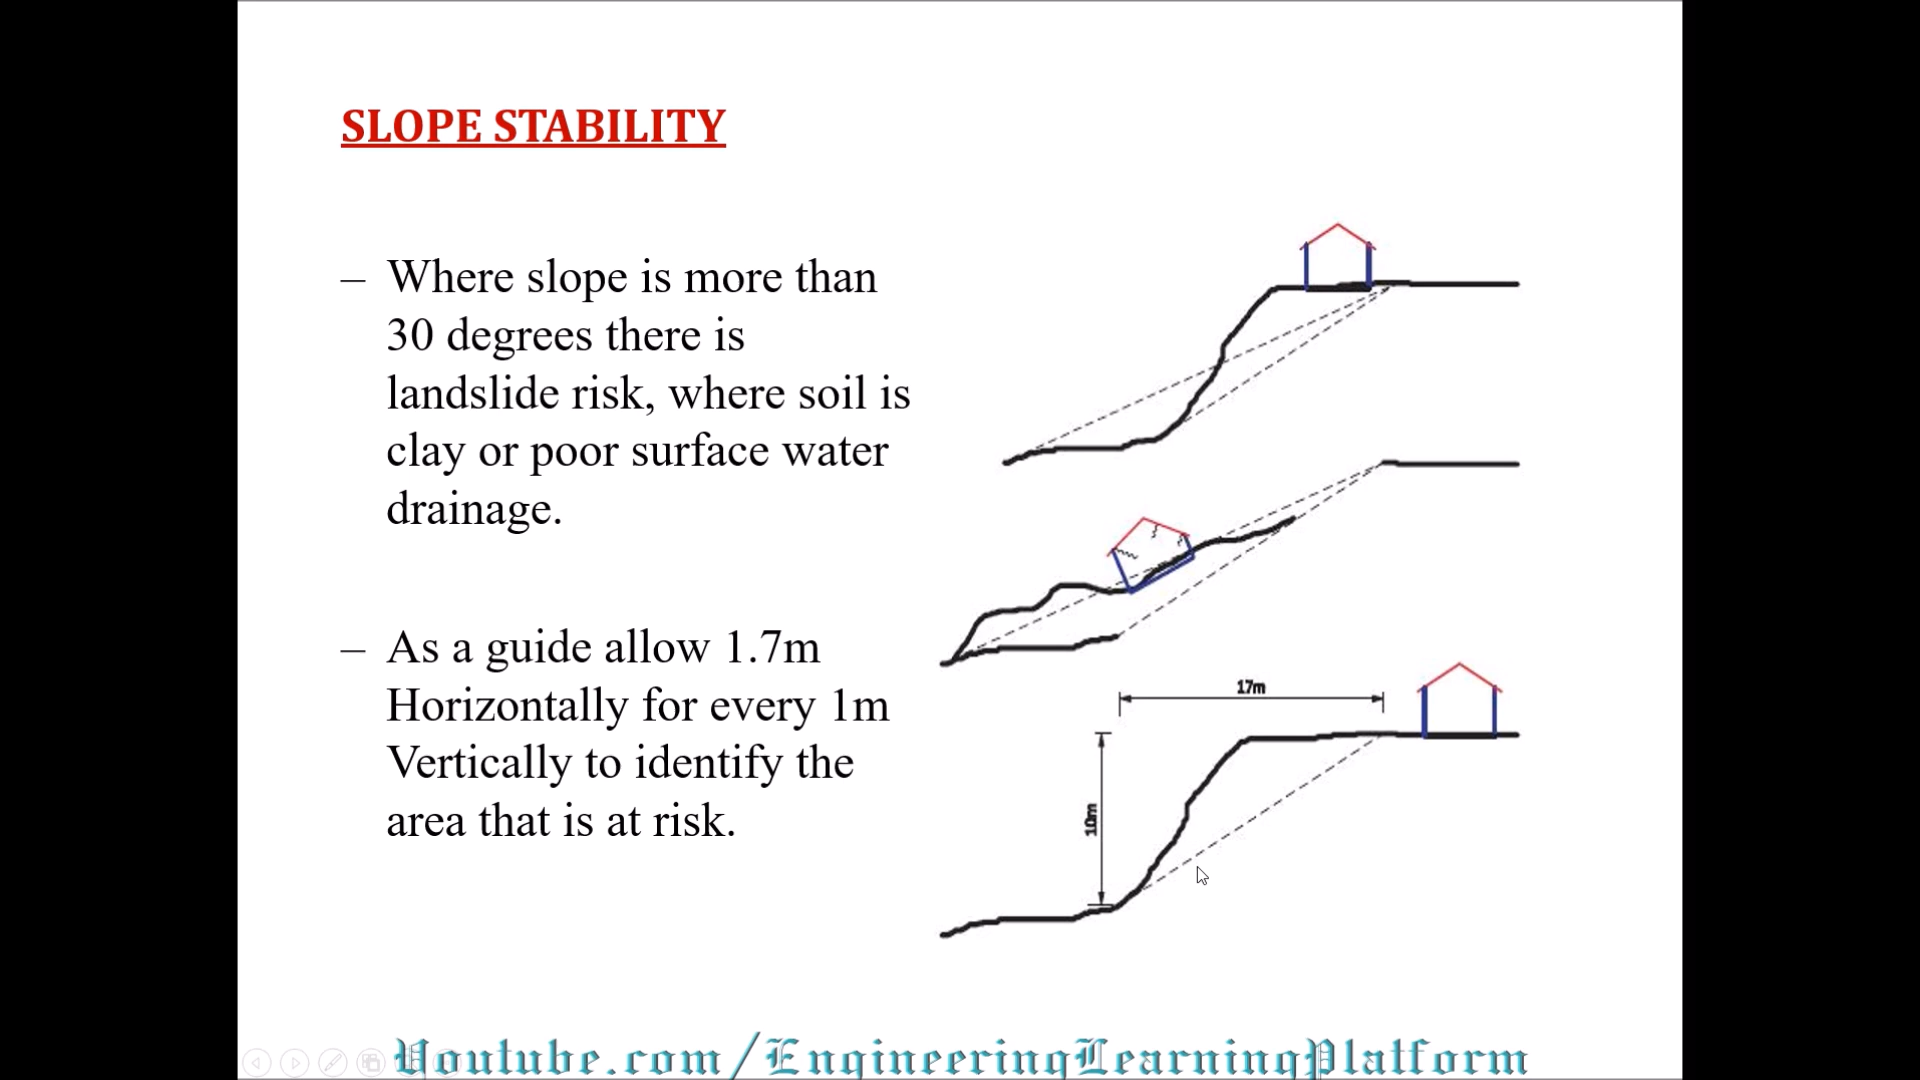 SLOPE STABILITY
– Where slope is more than
30 degrees there is
landslide risk, where soil is
clay or poor surface water
drainage.
– As a guide allow 1.7m
Horizontally for every 1m
Vertically to identify the
area that is at risk.
17m
10m
Youtube.com/EngineeringLearningPlatform